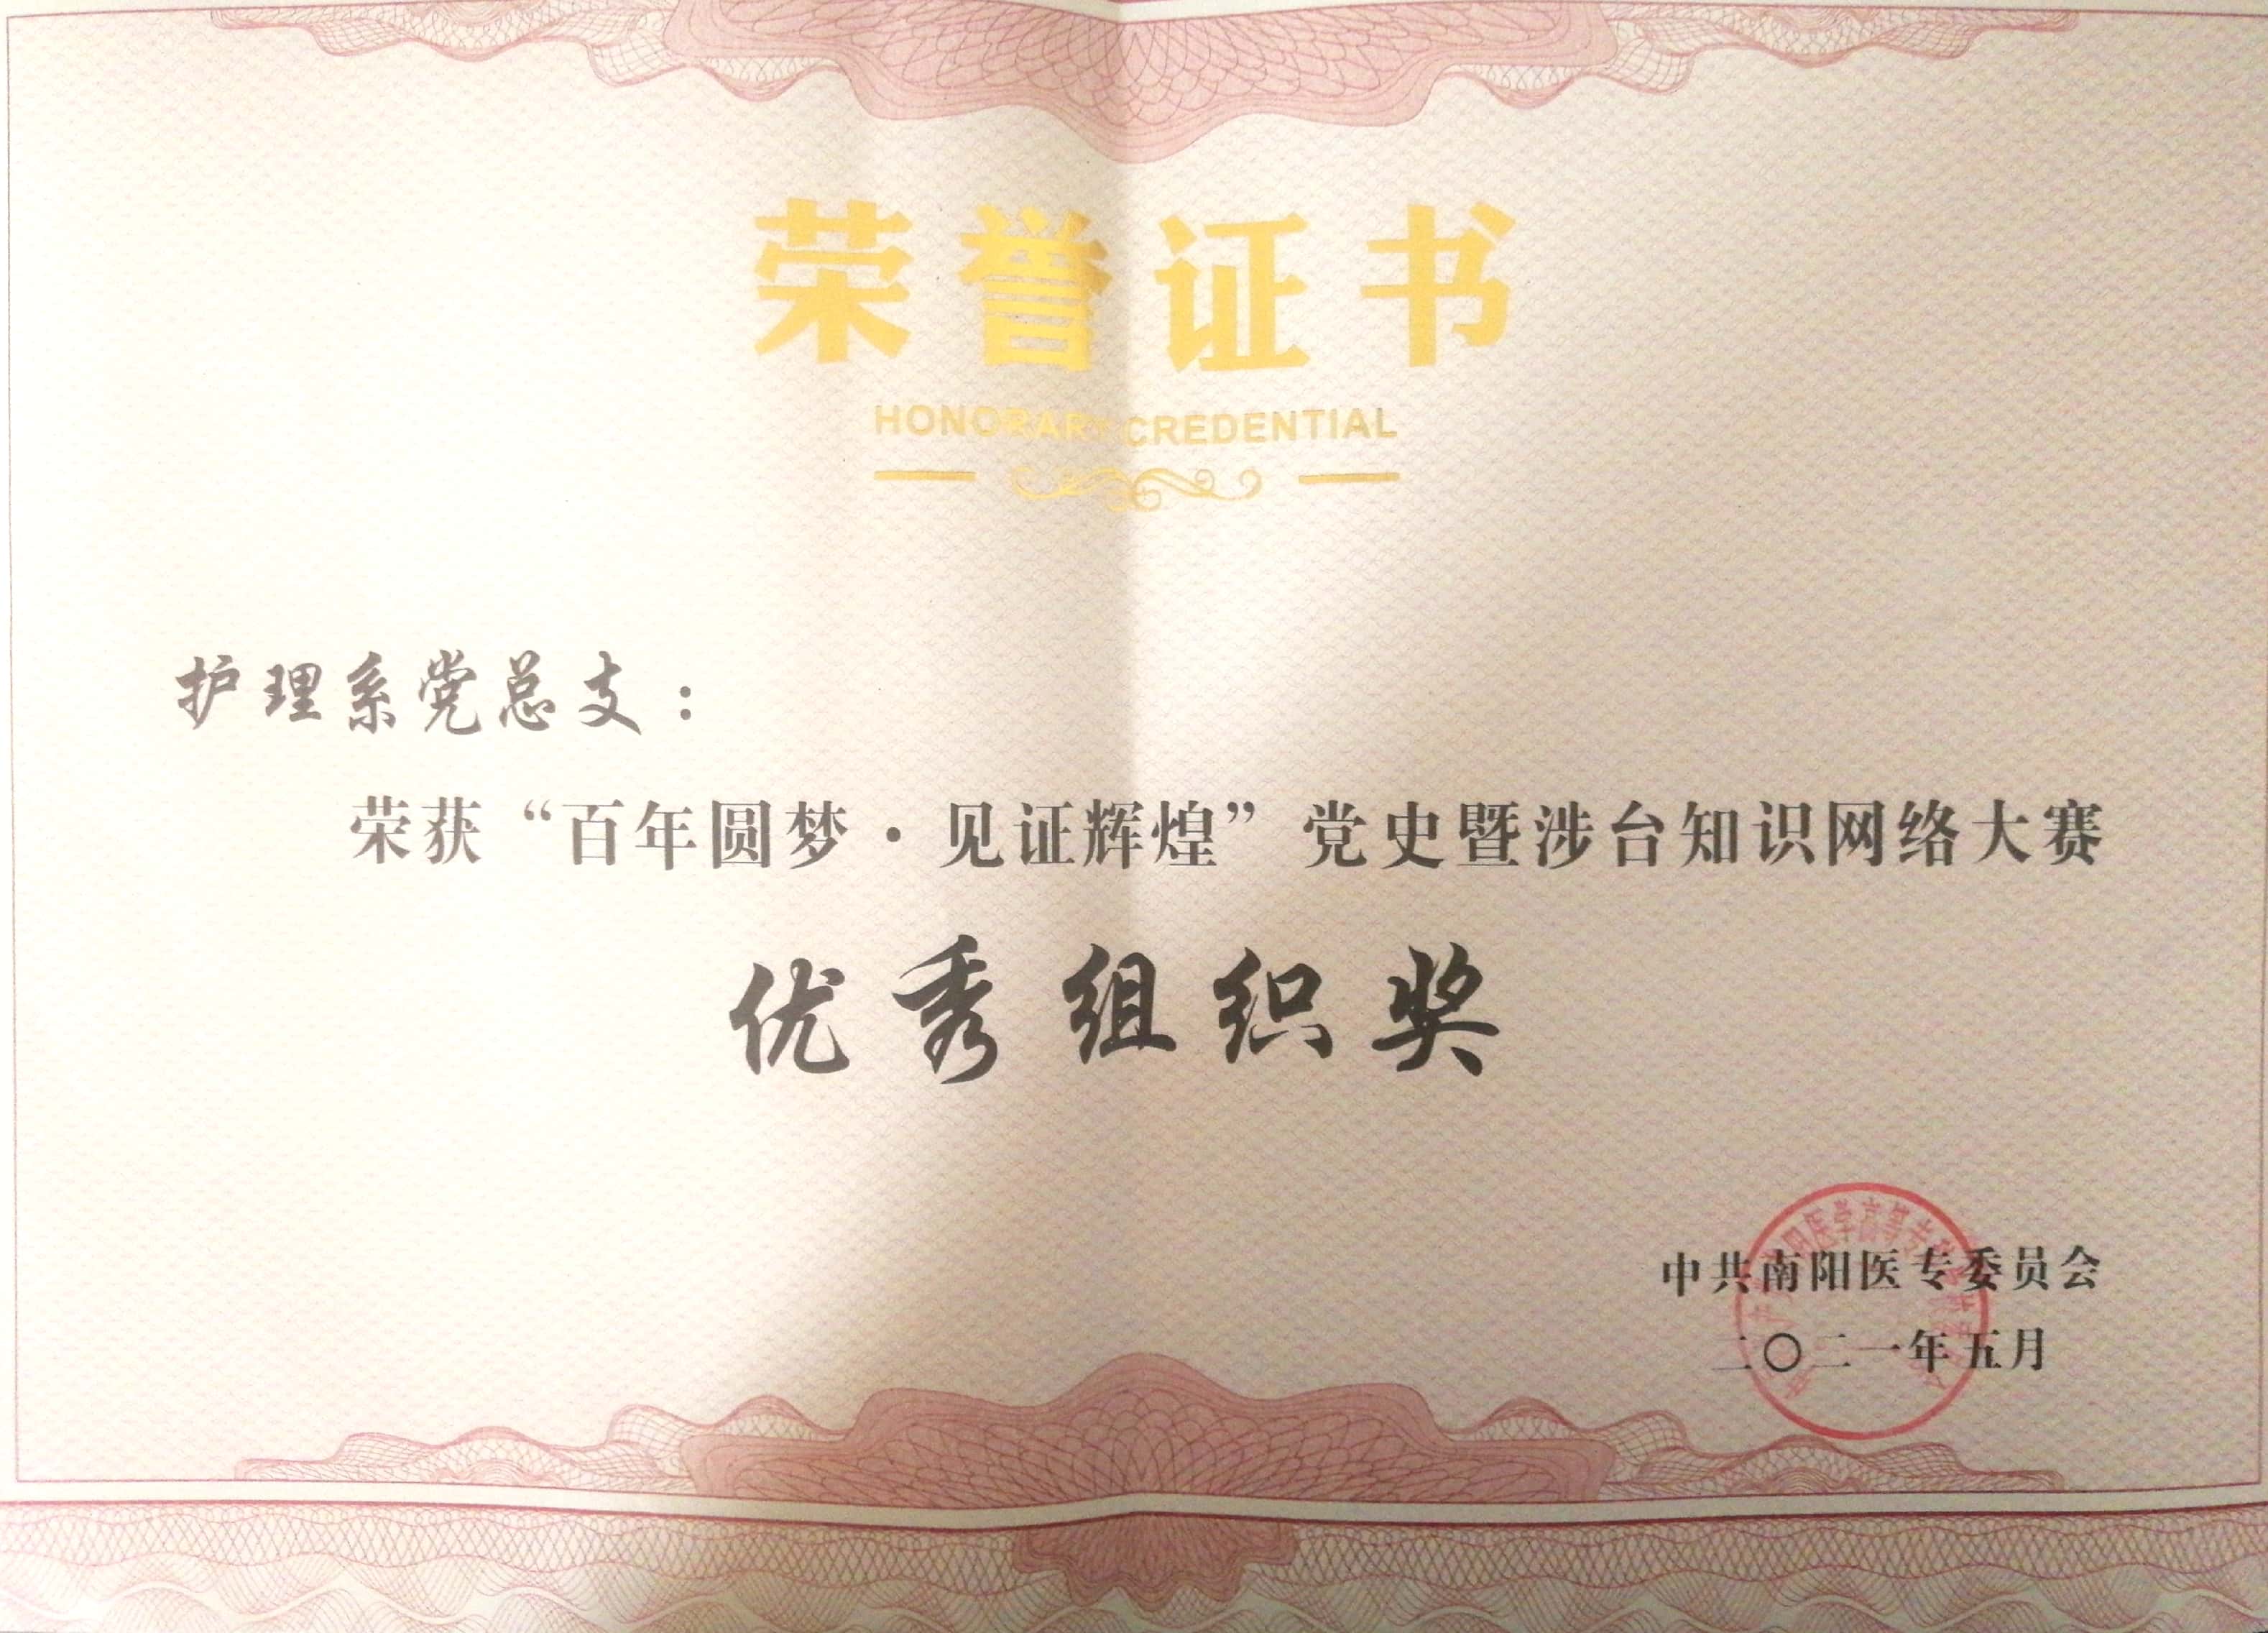 荣誉证书
HONORARY CREDENTIAL
护理系党总支：
荣获“百年圆梦·见证辉煌”党史暨涉台知识网络大赛
优秀组织奖
中共南阳医专委员会
二〇二一年五月